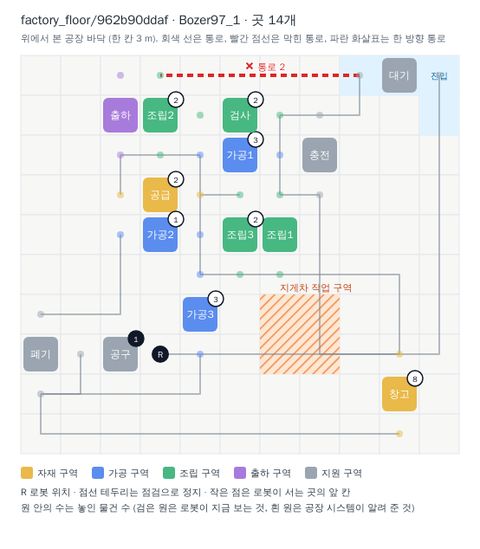 factory_floor/962b90ddaf · Bozer97_1 · 곳 14개
위에서 본 공장 바닥 (한 칸 3 m). 회색 선은 통로, 빨간 점선은 막힌 통로, 파란 화살표는 한 방향 통로
✖ 통로 2
대기
진입
2
2
출하
조립2
검사
3
가공1
충전
2
공급
1
2
가공2
조립3
조립1
지게차 작업 구역
3
가공3
1
폐기
공구
R
8
창고
자재 구역
가공 구역
조립 구역
출하 구역
지원 구역
R 로봇 위치 · 점선 테두리는 점검으로 정지 · 작은 점은 로봇이 서는 곳의 앞 칸
원 안의 수는 놓인 물건 수 (검은 원은 로봇이 지금 보는 것, 흰 원은 공장 시스템이 알려 준 것)